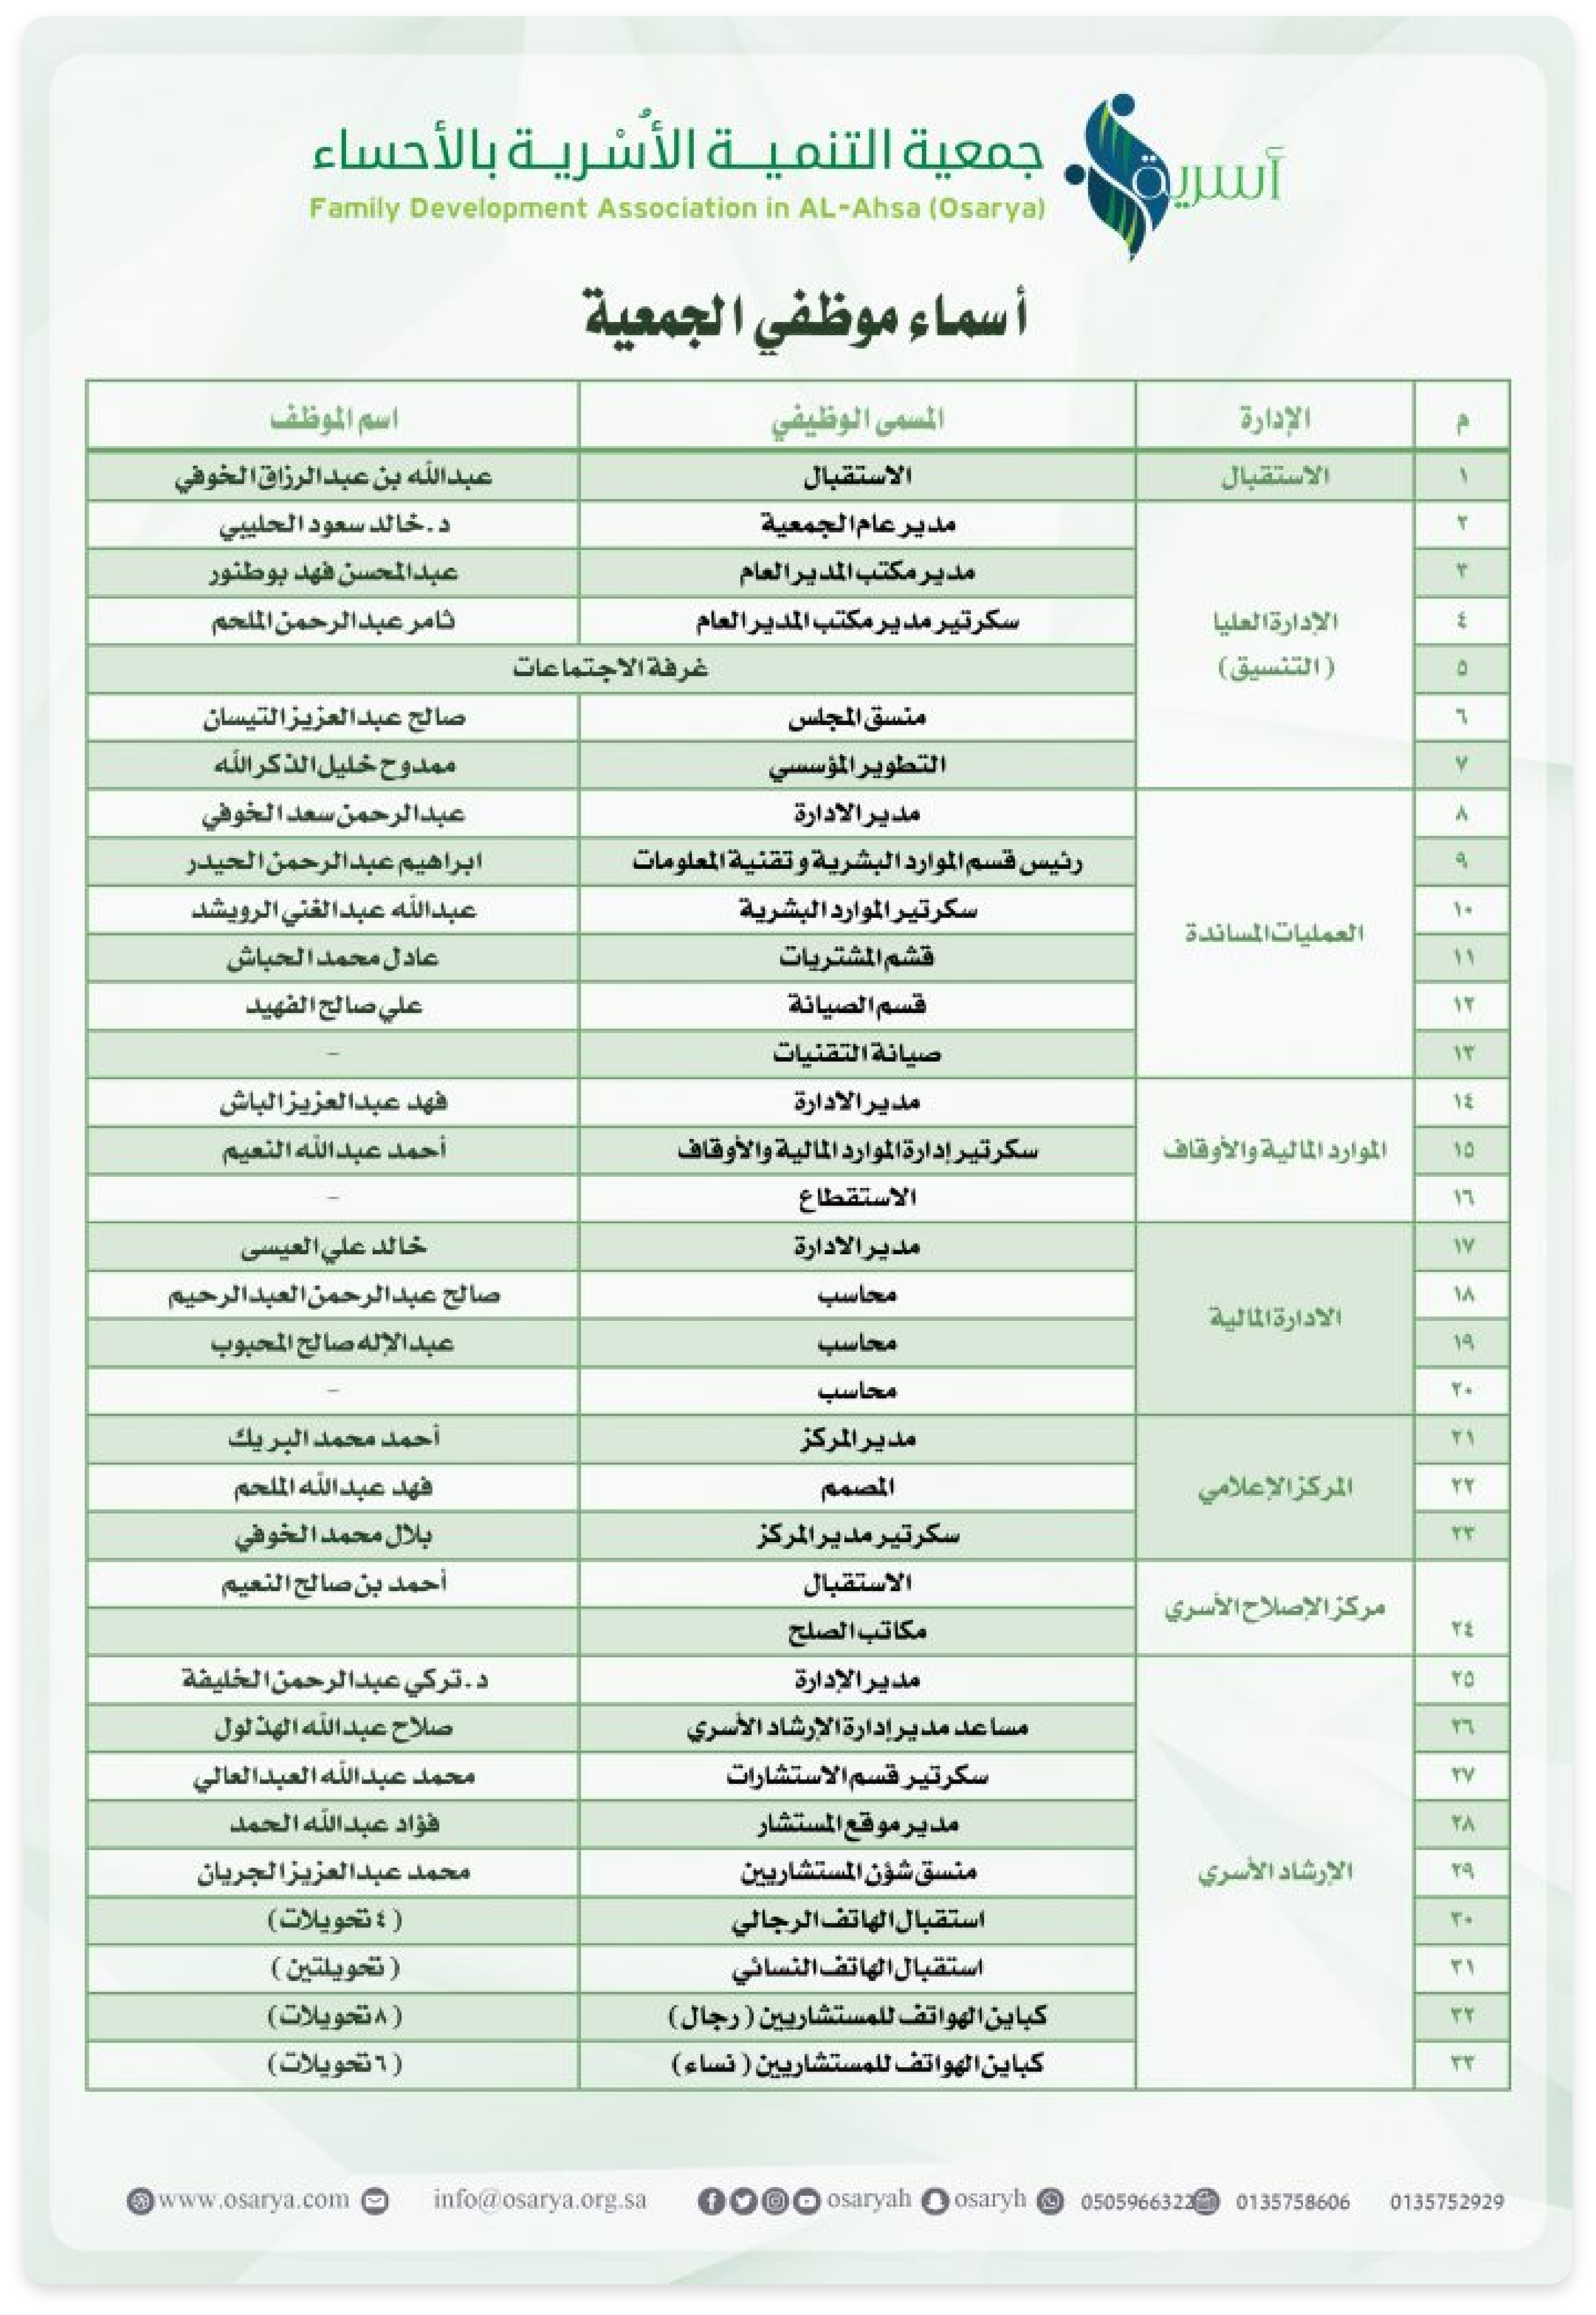 أسرية
جمعية التنميـة الأُسْـريـة بالأحساء
Family Development Association in AL-Ahsa (Osarya)
أسماء موظفي الجمعية
م الإدارة المسمى الوظيفي اسم الموظف
١ الاستقبال الاستقبال عبدالله بن عبدالرزاق الخوفي
٢ مدير عام الجمعية د.خالد سعود الحليبي
٣ مدير مكتب المدير العام عبدالمحسن فهد بوطنور
الإدارة العليا
٤ سكرتير مدير مكتب المدير العام ثامر عبدالرحمن الملحم
(التنسيق)
٥ غرفة الاجتماعات
٦ منسق المجلس صالح عبدالعزيز التيسان
٧ التطوير المؤسسي ممدوح خليل الذكرالله
٨ مدير الادارة عبدالرحمن سعد الخوفي
٩ رئيس قسم الموارد البشرية و تقنية المعلومات ابراهيم عبدالرحمن الحيدر
العمليات المساندة
١٠ سكرتير الموارد البشرية عبدالله عبدالغني الرويشد
١١ قشم المشتريات عادل محمد الحباش
١٢ قسم الصيانة علي صالح الفهيد
١٣ صيانة التقنيات -
١٤ مدير الادارة فهد عبدالعزيز الباش
١٥ الموارد المالية والأوقاف سكرتير إدارة الموارد المالية والأوقاف أحمد عبدالله النعيم
١٦ الاستقطاع -
١٧ مدير الادارة خالد علي العيسى
الادارة المالية
١٨ محاسب صالح عبدالرحمن العبدالرحيم
١٩ محاسب عبدالإله صالح المحبوب
٢٠ محاسب -
٢١ مدير المركز أحمد محمد البريك
٢٢ المركز الإعلامي المصمم فهد عبدالله الملحم
٢٣ سكرتير مدير المركز بلال محمد الخوفي
مركز الإصلاح الأسري
الاستقبال أحمد بن صالح النعيم
٢٤ مكاتب الصلح
٢٥ مدير الإدارة د.تركي عبدالرحمن الخليفة
٢٦ مساعد مدير إدارة الإرشاد الأسري صلاح عبدالله الهذلول
٢٧ سكرتير قسم الاستشارات محمد عبدالله العبدالعالي
٢٨ مدير موقع المستشار فؤاد عبدالله الحمد
٢٩ الإرشاد الأسري منسق شؤن المستشاريين محمد عبدالعزيز الجريان
٣٠ استقبال الهاتف الرجالي (٤ تحويلات)
٣١ استقبال الهاتف النسائي (تحويلتين)
٣٢ كباين الهواتف للمستشاريين (رجال) (٨ تحويلات)
٣٣ كباين الهواتف للمستشاريين (نساء) (٦ تحويلات)
www.osarya.com info@osarya.org.sa osaryah osaryh 0505966322 0135758606 0135752929